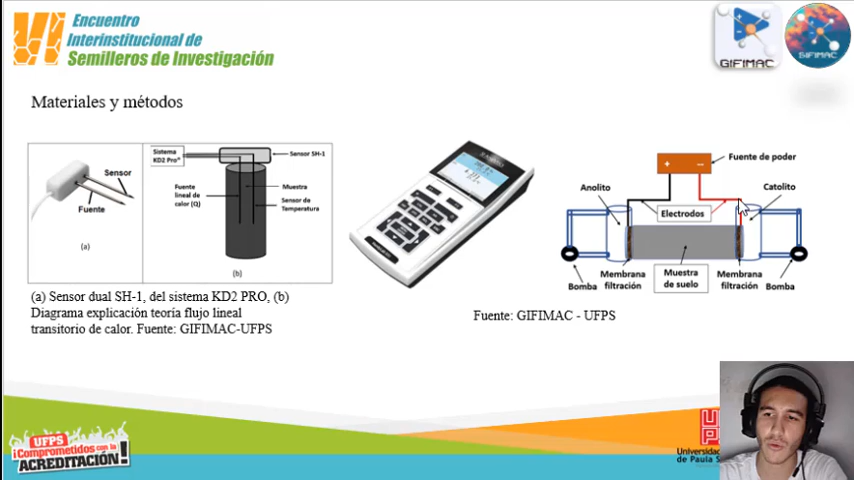 Encuentro
Interinstitucional de
Semilleros de Investigación
GIFIMAC
GIFIMAC
Materiales y métodos
Sensor
Fuente
(a)
Sistema
KD2 Pro
Sensor SH-1
Fuente
lineal de
calor (Q)
Muestra
Sensor de
Temperatura
(b)
Fuente de poder
+
–
Anolito
Catolito
Electrodos
Membrana
filtración
Muestra
de suelo
Membrana
filtración
Bomba
Bomba
(a) Sensor dual SH-1, del sistema KD2 PRO, (b)
Diagrama explicación teoría flujo lineal
transitorio de calor. Fuente: GIFIMAC-UFPS
Fuente: GIFIMAC - UFPS
UFPS
¡Comprometidos con la
ACREDITACIÓN!
U
P
Universidad
de Paula S